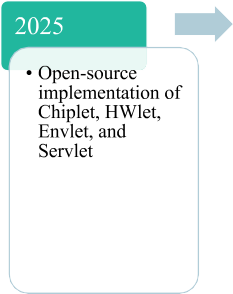 2025
• Open-source
implementation of
Chiplet, HWlet,
Envlet, and
Servlet